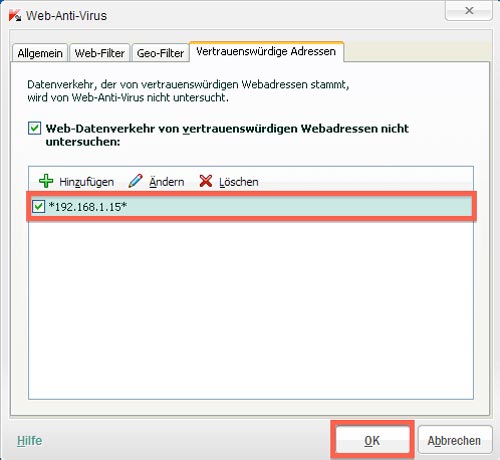 Web-Anti-Virus
Allgemein Web-Filter Geo-Filter Vertrauenswürdige Adressen
Datenverkehr, der von vertrauenswürdigen Webadressen stammt,
wird von Web-Anti-Virus nicht untersucht.
Web-Datenverkehr von vertrauenswürdigen Webadressen nicht
untersuchen:
Hinzufügen Ändern Löschen
*192.168.1.15*
Hilfe OK Abbrechen